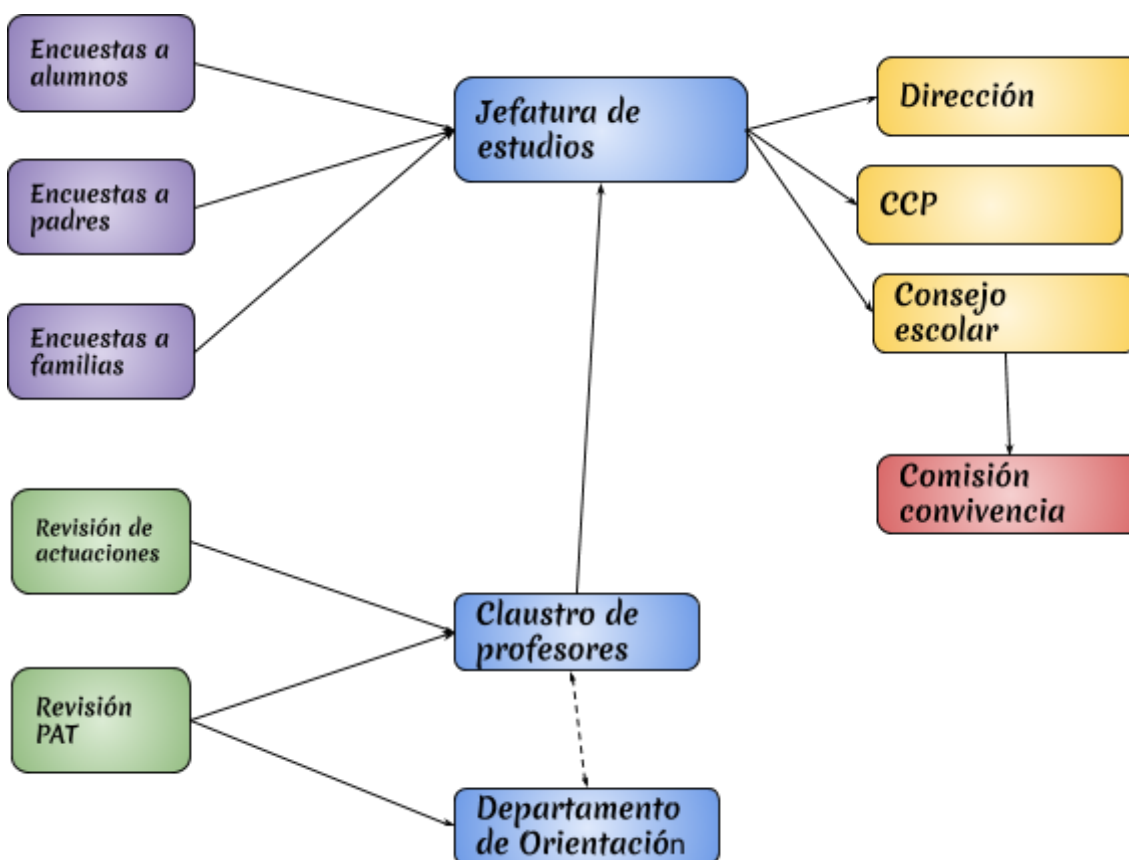 Encuestas a
alumnos
Encuestas a
padres
Encuestas a
familias
Revisión de
actuaciones
Revisión
PAT
Jefatura de
estudios
Claustro de
profesores
Departamento
de Orientación
Dirección
CCP
Consejo
escolar
Comisión
convivencia